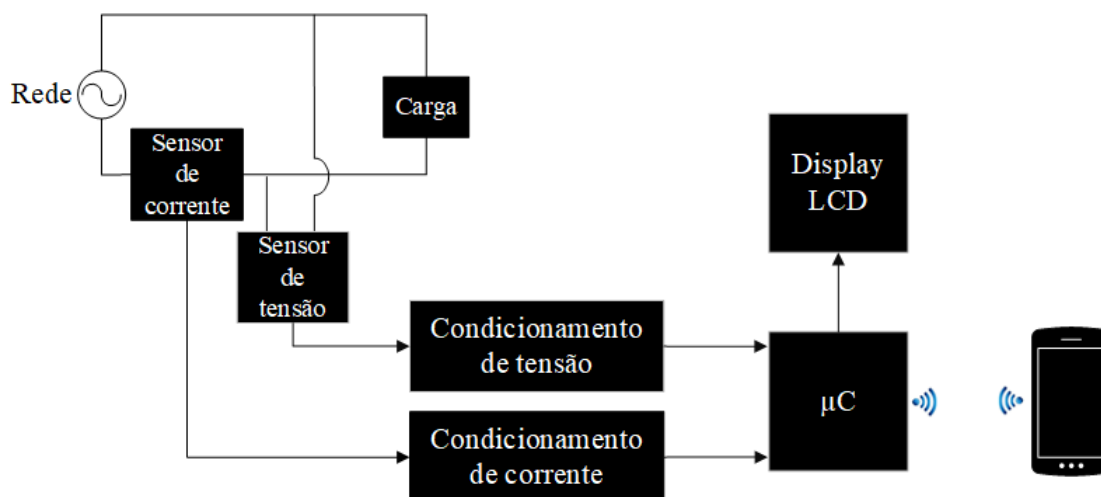 Rede
Carga
Sensor
de
corrente
Sensor
de
tensão
Display
LCD
Condicionamento
de tensão
µC
Condicionamento
de corrente